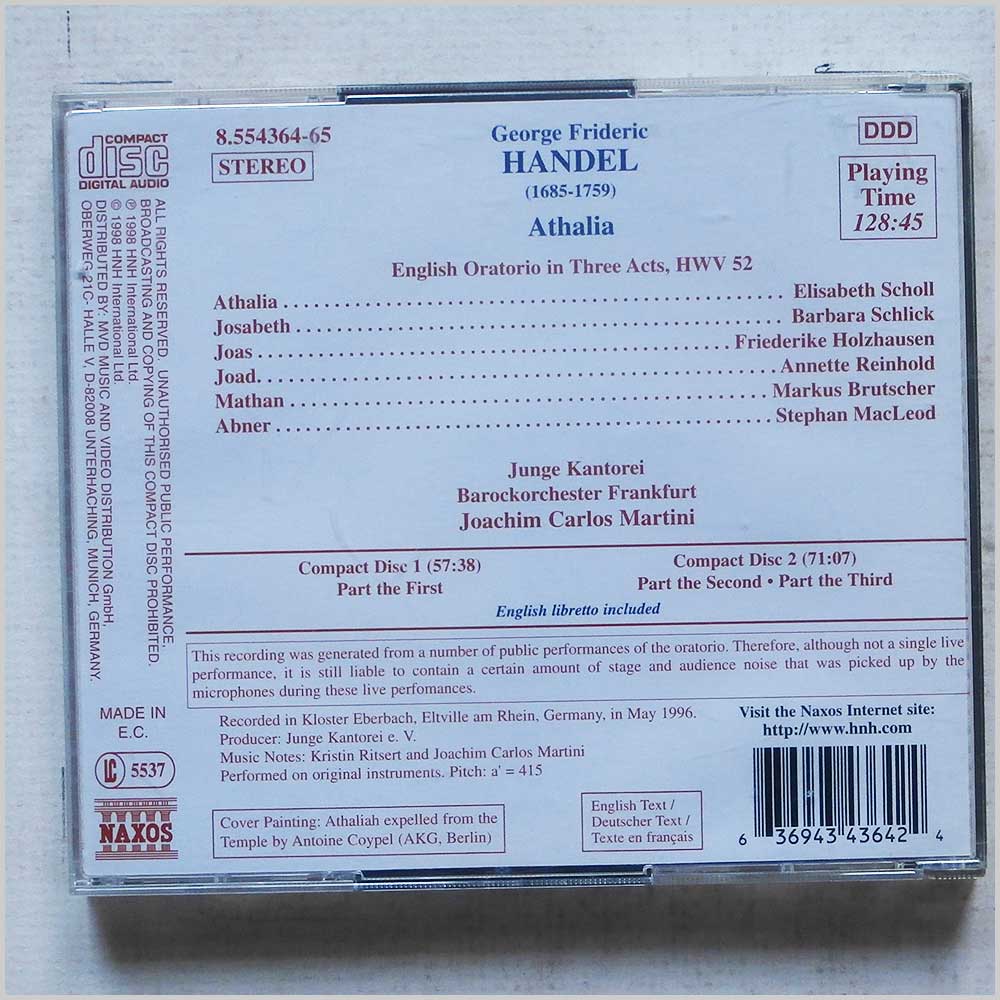 COMPACT
disc
DIGITAL AUDIO
8.554364-65
STEREO
George Frideric
HANDEL
(1685-1759)
Athalia
DDD
Playing
Time
128:45
English Oratorio in Three Acts, HWV 52
Athalia . . . . . . . . . . . . . . . . . . . . Elisabeth Scholl
Josabeth . . . . . . . . . . . . . . . . . . . . Barbara Schlick
Joas . . . . . . . . . . . . . . . . . . . . Friederike Holzhausen
Joad. . . . . . . . . . . . . . . . . . . . Annette Reinhold
Mathan . . . . . . . . . . . . . . . . . . . . Markus Brutscher
Abner . . . . . . . . . . . . . . . . . . . . Stephan MacLeod
Junge Kantorei
Barockorchester Frankfurt
Joachim Carlos Martini
Compact Disc 1 (57:38)
Part the First
Compact Disc 2 (71:07)
Part the Second • Part the Third
English libretto included
This recording was generated from a number of public performances of the oratorio. Therefore, although not a single live
performance, it is still liable to contain a certain amount of stage and audience noise that was picked up by the
microphones during these live perfomances.
Recorded in Kloster Eberbach, Eltville am Rhein, Germany, in May 1996.
Producer: Junge Kantorei e. V.
Music Notes: Kristin Ritsert and Joachim Carlos Martini
Performed on original instruments. Pitch: a' = 415
Visit the Naxos Internet site:
http://www.hnh.com
Cover Painting: Athaliah expelled from the
Temple by Antoine Coypel (AKG, Berlin)
English Text /
Deutscher Text /
Texte en français
6 36943 43642 4
ALL RIGHTS RESERVED. UNAUTHORISED PUBLIC PERFORMANCE,
BROADCASTING AND COPYING OF THIS COMPACT DISC PROHIBITED.
℗ 1998 HNH International Ltd.
© 1998 HNH International Ltd.
DISTRIBUTED BY: MVD MUSIC AND VIDEO DISTRIBUTION GmbH,
OBERWEG 21C- HALLE V, D-82008 UNTERHACHING, MUNICH, GERMANY.
MADE IN
E.C.
LC 5537
NAXOS